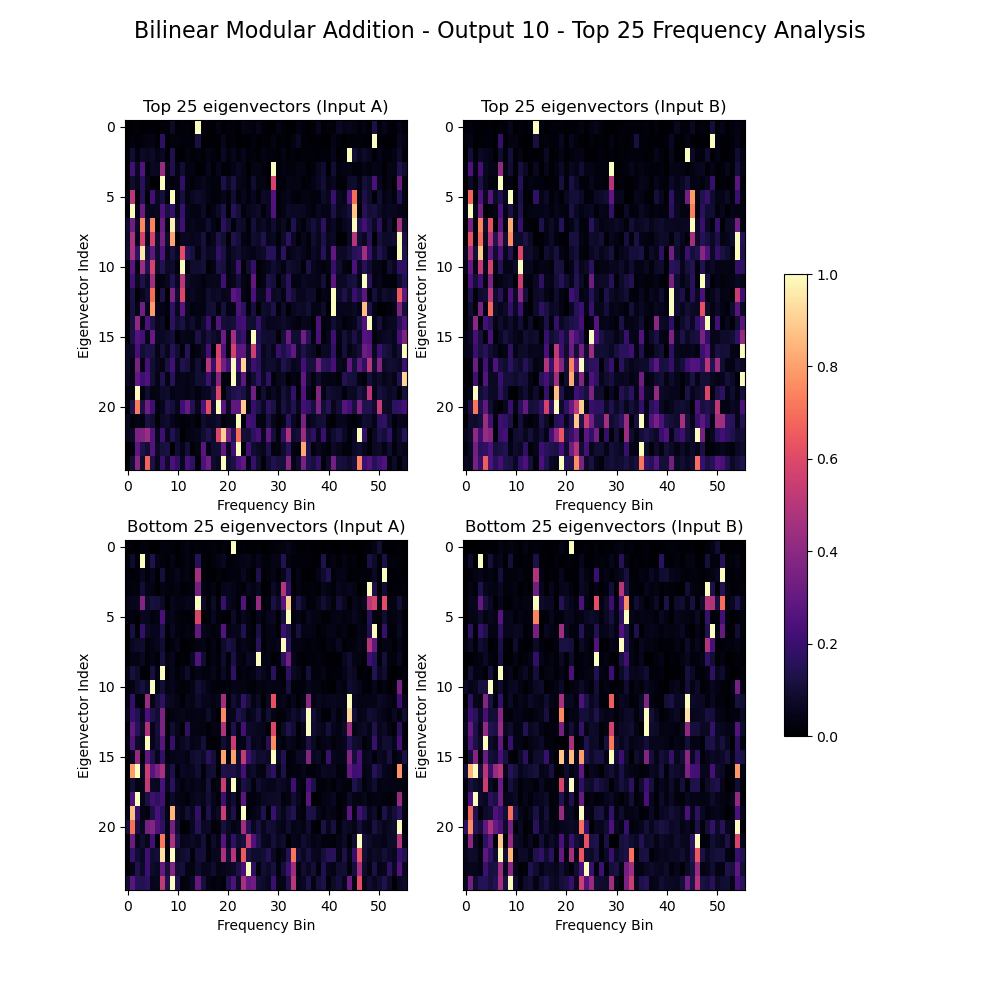 Bilinear Modular Addition - Output 10 - Top 25 Frequency Analysis
Top 25 eigenvectors (Input A)
Top 25 eigenvectors (Input B)
0
5
10
15
20
Eigenvector Index
0 10 20 30 40 50
Frequency Bin
Eigenvector Index
0
5
10
15
20
0 10 20 30 40 50
Frequency Bin
Bottom 25 eigenvectors (Input A)
Bottom 25 eigenvectors (Input B)
0
5
10
15
20
Eigenvector Index
0 10 20 30 40 50
Frequency Bin
Eigenvector Index
0
5
10
15
20
0 10 20 30 40 50
Frequency Bin
1.0
0.8
0.6
0.4
0.2
0.0